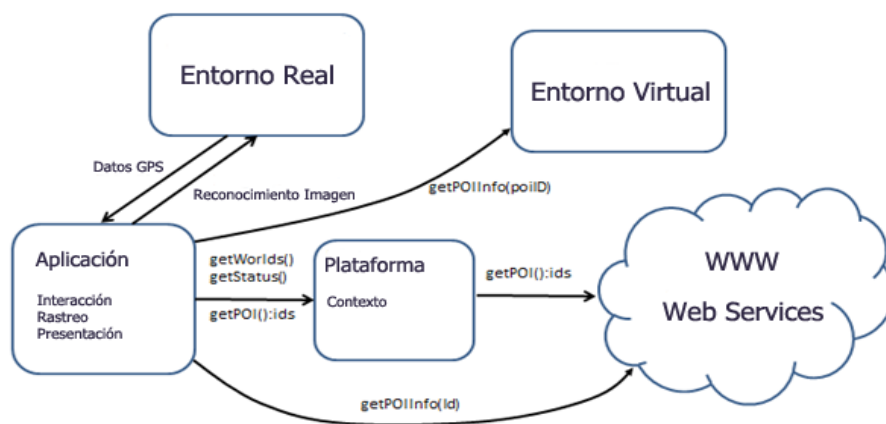 Entorno Real
Entorno Virtual
Datos GPS
Reconocimiento Imagen
getPOIInfo(poiID)
Aplicación
Interacción
Rastreo
Presentación
getWorlds()
getStatus()
getPOI():ids
Plataforma
Contexto
getPOI():ids
WWW
Web Services
getPOIInfo(Id)